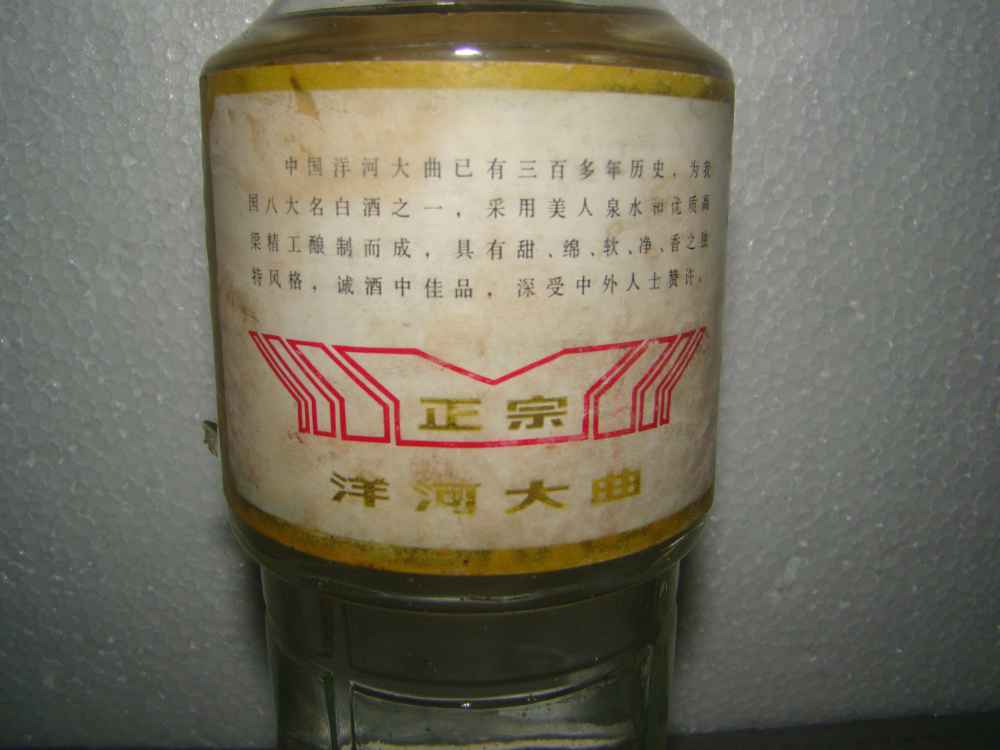 中国洋河大曲已有三百多年历史，为我
国八大名白酒之一，采用美人泉水和优质高
梁精工酿制而成，具有甜、绵、软、净、香之独
特风格，诚酒中佳品，深受中外人士赞许。
正宗
洋河大曲